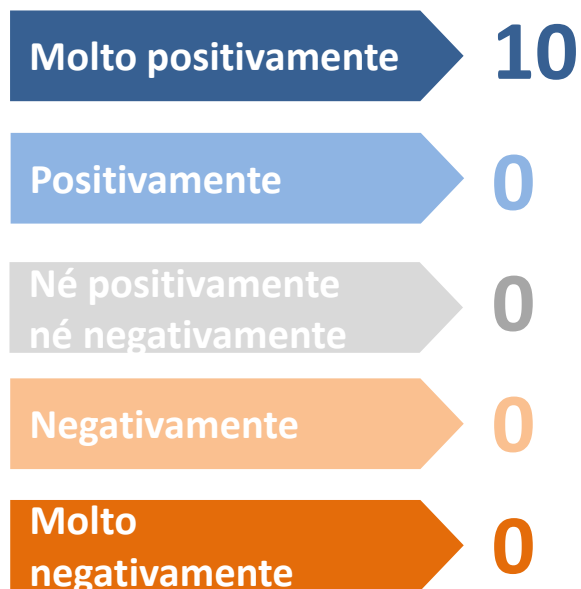 Molto positivamente 10
Positivamente 0
Né positivamente
né negativamente 0
Negativamente 0
Molto
negativamente 0